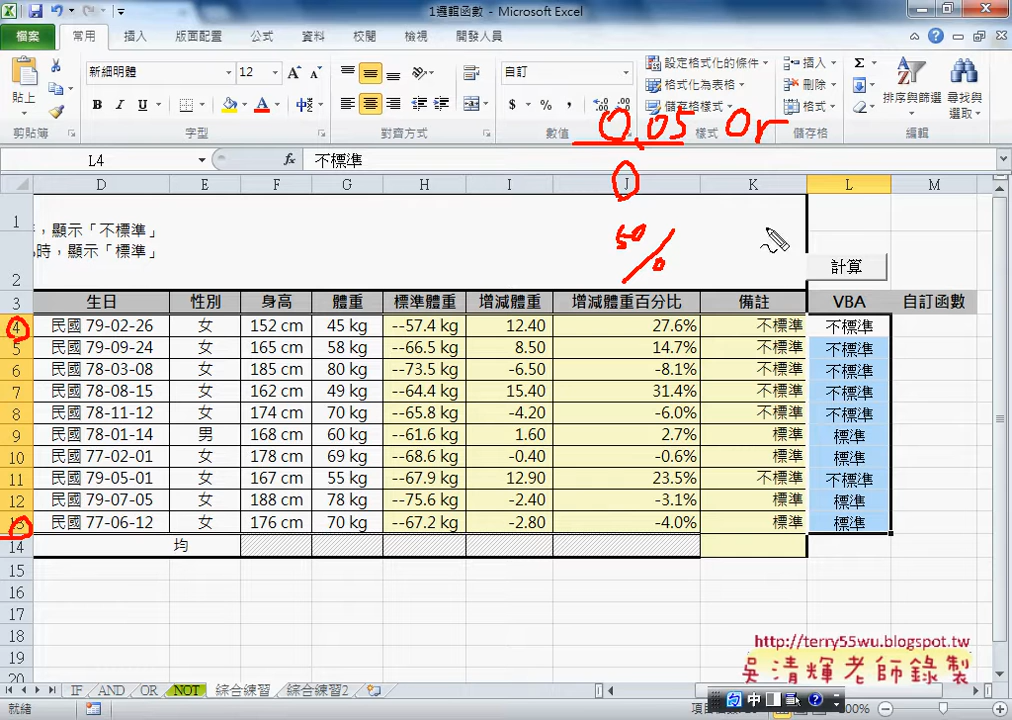 1邏輯函數 - Microsoft Excel
檔案 常用 插入 版面配置 公式 資料 校閱 檢視 開發人員
貼上 新細明體 12 自訂 設定格式化的條件 插入 Σ
B I U 中 $ % , 格式化為表格 刪除 排序與篩選 尋找與選取
儲存格樣式 格式
剪貼簿 字型 對齊方式 數值 樣式 儲存格 編輯
0.05 Or
0
5%
L4 fx 不標準
D E F G H I J K L M
1 ，顯示「不標準」
時，顯示「標準」
2 計算
3 生日 性別 身高 體重 標準體重 增減體重 增減體重百分比 備註 VBA 自訂函數
4 民國 79-02-26 女 152 cm 45 kg --57.4 kg 12.40 27.6% 不標準 不標準
5 民國 79-09-24 女 165 cm 58 kg --66.5 kg 8.50 14.7% 不標準 不標準
6 民國 78-03-08 女 185 cm 80 kg --73.5 kg -6.50 -8.1% 不標準 不標準
7 民國 78-08-15 女 162 cm 49 kg --64.4 kg 15.40 31.4% 不標準 不標準
8 民國 78-11-12 女 174 cm 70 kg --65.8 kg -4.20 -6.0% 不標準 不標準
9 民國 78-01-14 男 168 cm 60 kg --61.6 kg 1.60 2.7% 標準 標準
10 民國 77-02-01 女 178 cm 69 kg --68.6 kg -0.40 -0.6% 標準 標準
11 民國 79-05-01 女 167 cm 55 kg --67.9 kg 12.90 23.5% 不標準 不標準
12 民國 79-07-05 女 188 cm 78 kg --75.6 kg -2.40 -3.1% 標準 標準
13 民國 77-06-12 女 176 cm 70 kg --67.2 kg -2.80 -4.0% 標準 標準
14 均
15
16
17
18
19
20
http://terry55wu.blogspot.tw
吳清輝老師錄製
IF AND OR NOT 綜合練習 綜合練習2
就緒 中 100%